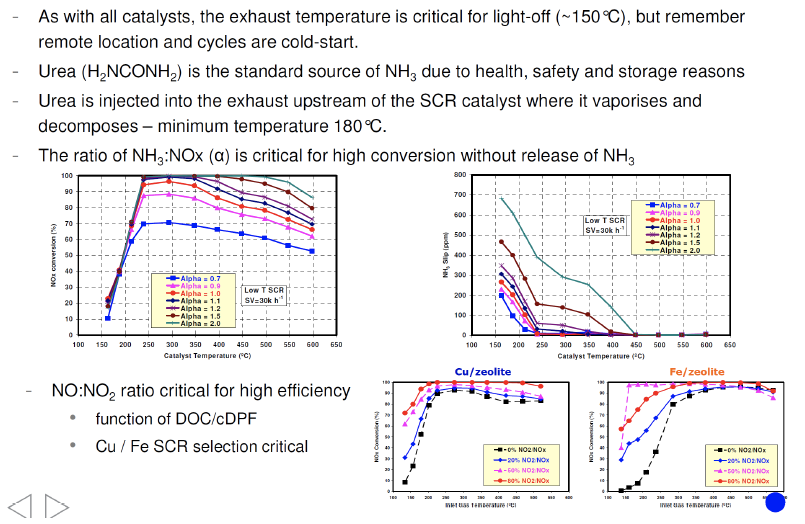 - As with all catalysts, the exhaust temperature is critical for light-off (~150°C), but remember
remote location and cycles are cold-start.
- Urea (H₂NCONH₂) is the standard source of NH₃ due to health, safety and storage reasons
- Urea is injected into the exhaust upstream of the SCR catalyst where it vaporises and
decomposes – minimum temperature 180°C.
- The ratio of NH₃:NOx (α) is critical for high conversion without release of NH₃
NOx conversion (%)
100
90
80
70
60
50
40
30
20
10
0
100 150 200 250 300 350 400 450 500 550 600 650
Catalyst Temperature (ºC)
Alpha = 0.7
Alpha = 0.9
Alpha = 1.0
Alpha = 1.1
Alpha = 1.2
Alpha = 1.5
Alpha = 2.0
Low T SCR
SV=30k h⁻¹
NH₃ Slip (ppm)
800
700
600
500
400
300
200
100
0
100 150 200 250 300 350 400 450 500 550 600 650
Catalyst Temperature (ºC)
Low T SCR
SV=30k h⁻¹
Alpha = 0.7
Alpha = 0.9
Alpha = 1.0
Alpha = 1.1
Alpha = 1.2
Alpha = 1.5
Alpha = 2.0
- NO:NO₂ ratio critical for high efficiency
• function of DOC/cDPF
• Cu / Fe SCR selection critical
Cu/zeolite
NOx Conversion (%)
100
90
80
70
60
50
40
30
20
10
0
100 150 200 250 300 350 400 450 500 550 600
Inlet Gas Temperature (°C)
0% NO2/NOx
20% NO2/NOx
50% NO2/NOx
80% NO2/NOx
Fe/zeolite
NOx Conversion (%)
100
90
80
70
60
50
40
30
20
10
0
100 150 200 250 300 350 400 450 500 550
Inlet Gas Temperature (°C)
0% NO2/NOx
20% NO2/NOx
50% NO2/NOx
80% NO2/NOx